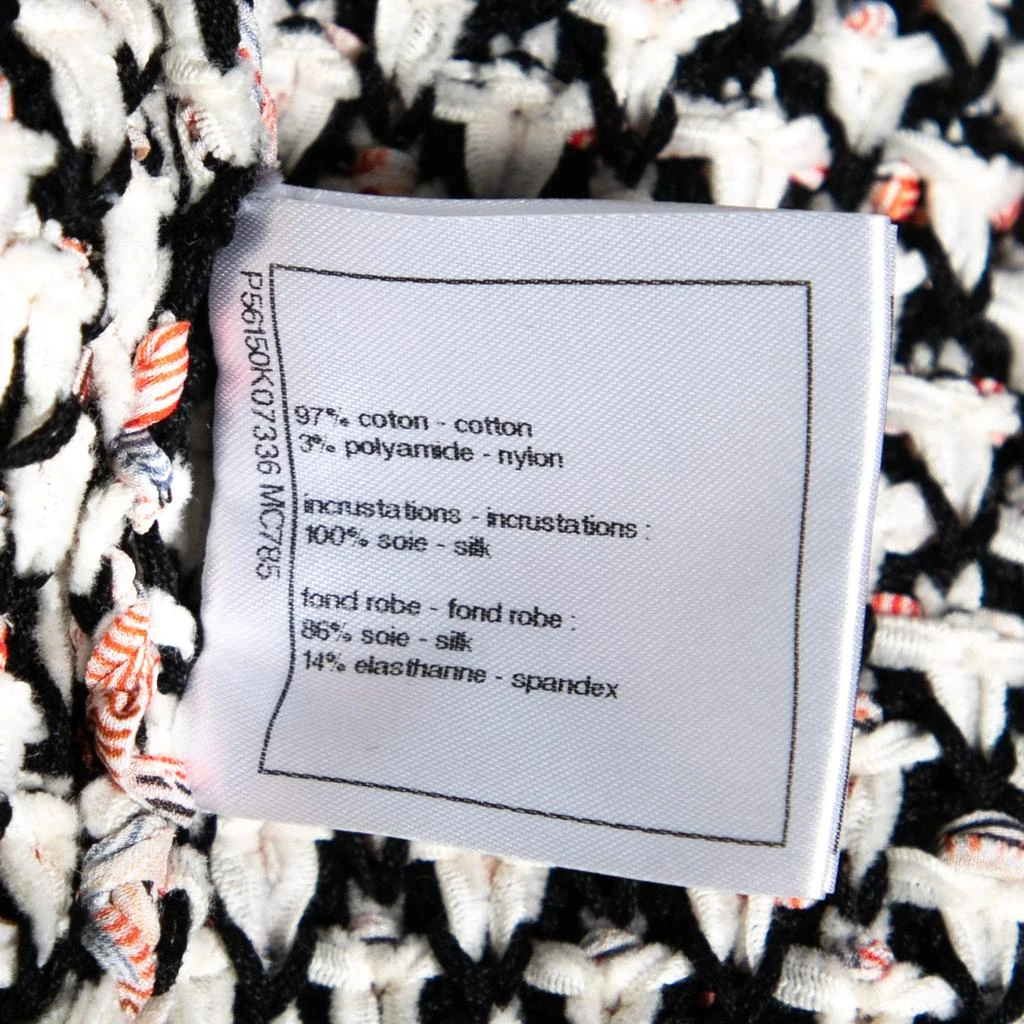 P56150K07336 MC785
97% coton - cotton
3% polyamide - nylon
incrustations - incrustations :
100% soie - silk
fond robe - fond robe :
86% soie - silk
14% elasthanne - spandex